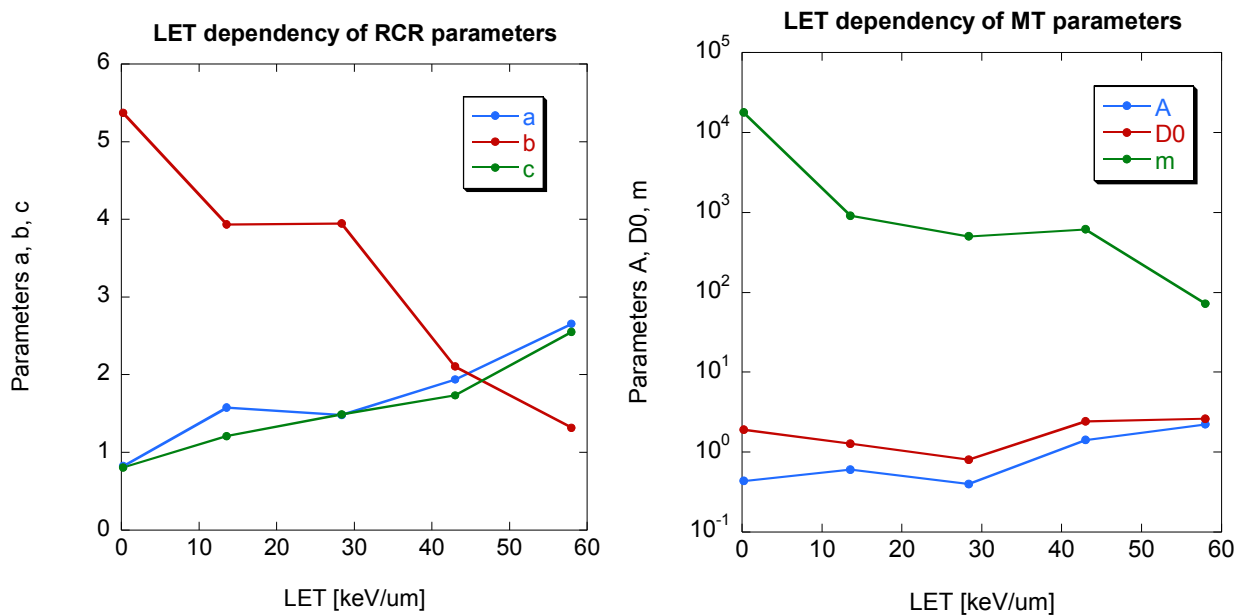 LET dependency of RCR parameters
Parameters a, b, c
6
5
4
3
2
1
0
a
b
c
0 10 20 30 40 50 60
LET [keV/um]
LET dependency of MT parameters
Parameters A, D0, m
10^5
10^4
10^3
10^2
10^1
10^0
10^-1
A
D0
m
0 10 20 30 40 50 60
LET [keV/um]